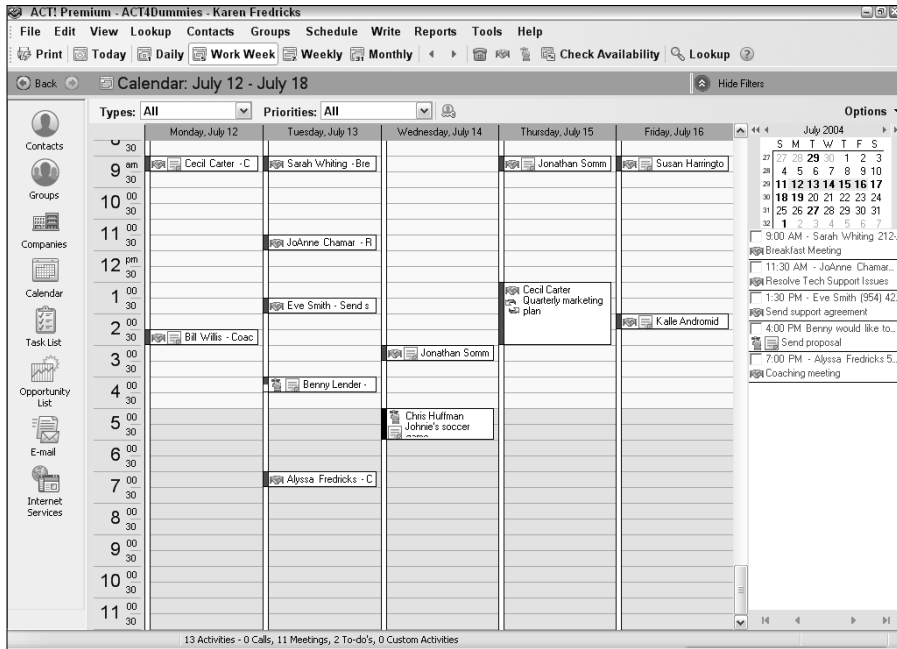 ACT! Premium - ACT4Dummies - Karen Fredricks
File Edit View Lookup Contacts Groups Schedule Write Reports Tools Help
Print Today Daily Work Week Weekly Monthly Check Availability Lookup
Back Calendar: July 12 - July 18 Hide Filters
Types: All Priorities: All Options
Contacts
Groups
Companies
Calendar
Task List
Opportunity
List
E-mail
Internet
Services
Monday, July 12 Tuesday, July 13 Wednesday, July 14 Thursday, July 15 Friday, July 16
30
9 am Cecil Carter - C Sarah Whiting - Bre Jonathan Somm Susan Harringto
30
10 00
30
11 00
30 JoAnne Chamar - R
12 pm
30
1 00 Cecil Carter
Quarterly marketing
plan
30 Eve Smith - Send s
2 00 Kalle Andromid
30 Bill Willis - Coac
3 00 Jonathan Somm
30
4 00 Benny Lender -
30
5 00 Chris Huffman
Johnie's soccer
30
6 00
30
7 00 Alyssa Fredricks - C
30
8 00
30
9 00
30
10 00
30
11 00
30
July 2004
S M T W T F S
27 27 28 29 30 1 2 3
28 4 5 6 7 8 9 10
29 11 12 13 14 15 16 17
30 18 19 20 21 22 23 24
31 25 26 27 28 29 30 31
32 1 2 3 4 5 6 7
9:00 AM - Sarah Whiting 212-
Breakfast Meeting
11:30 AM - JoAnne Chamar...
Resolve Tech Support Issues
1:30 PM - Eve Smith (954) 42.
Send support agreement
4:00 PM Benny would like to...
Send proposal
7:00 PM - Alyssa Fredricks 5...
Coaching meeting
13 Activities - 0 Calls, 11 Meetings, 2 To-do's, 0 Custom Activities